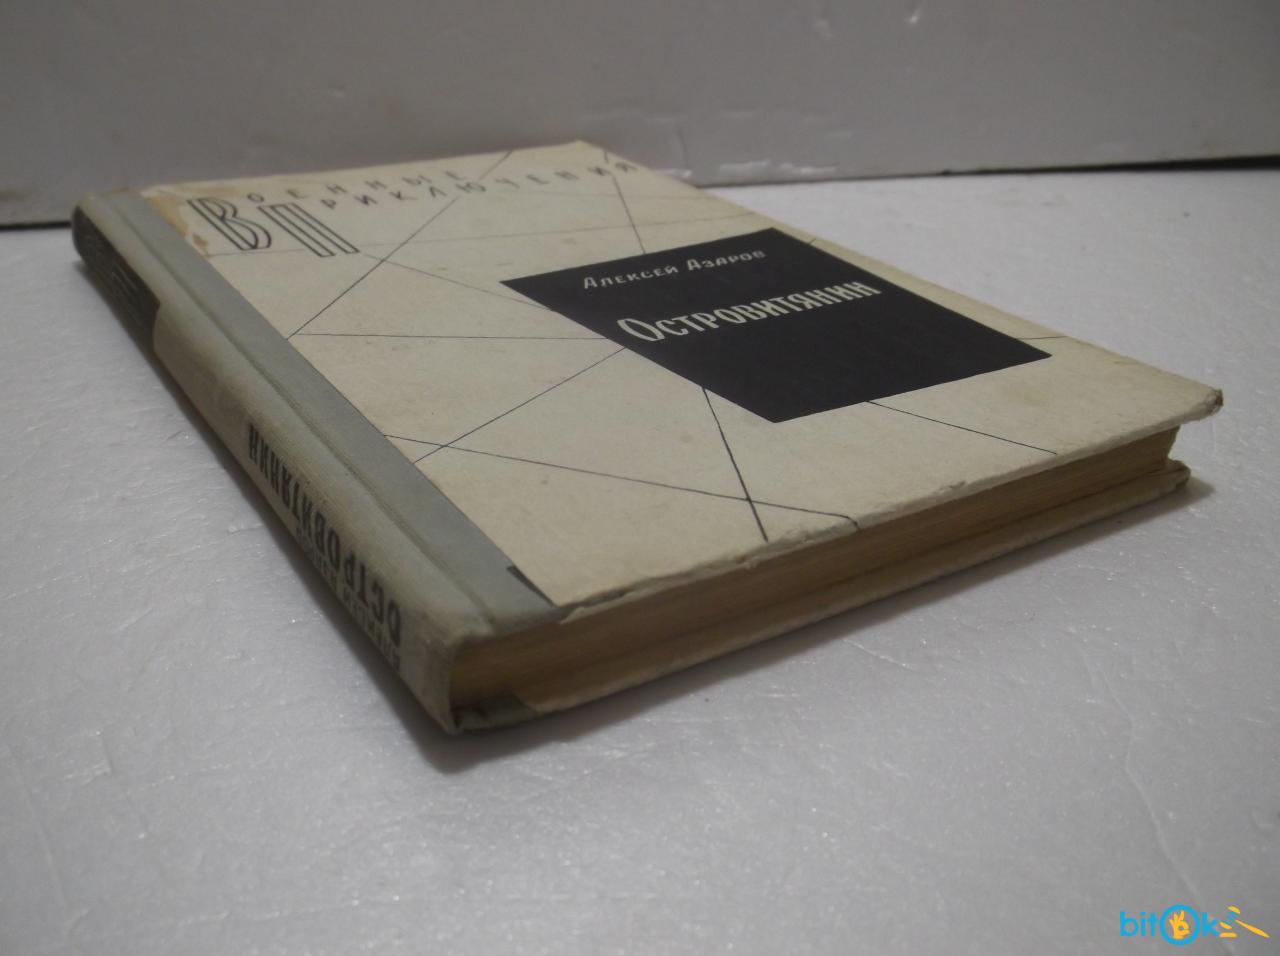 Военные
Приключения
Алексей Азаров
Островитянин
ОСТРОВИТЯНИН
bitOk